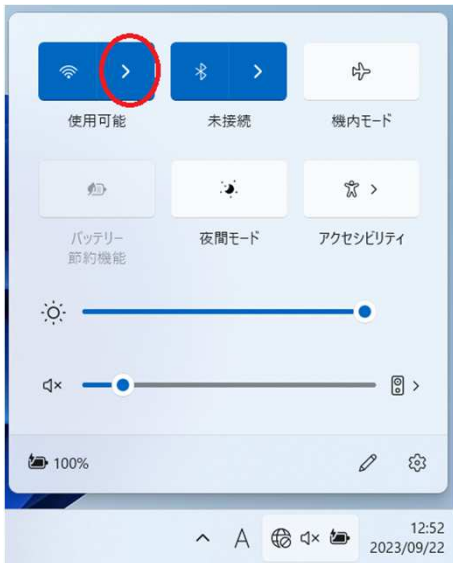 使用可能
未接続
機内モード
バッテリー
節約機能
夜間モード
アクセシビリティ
100%
A
12:52
2023/09/22